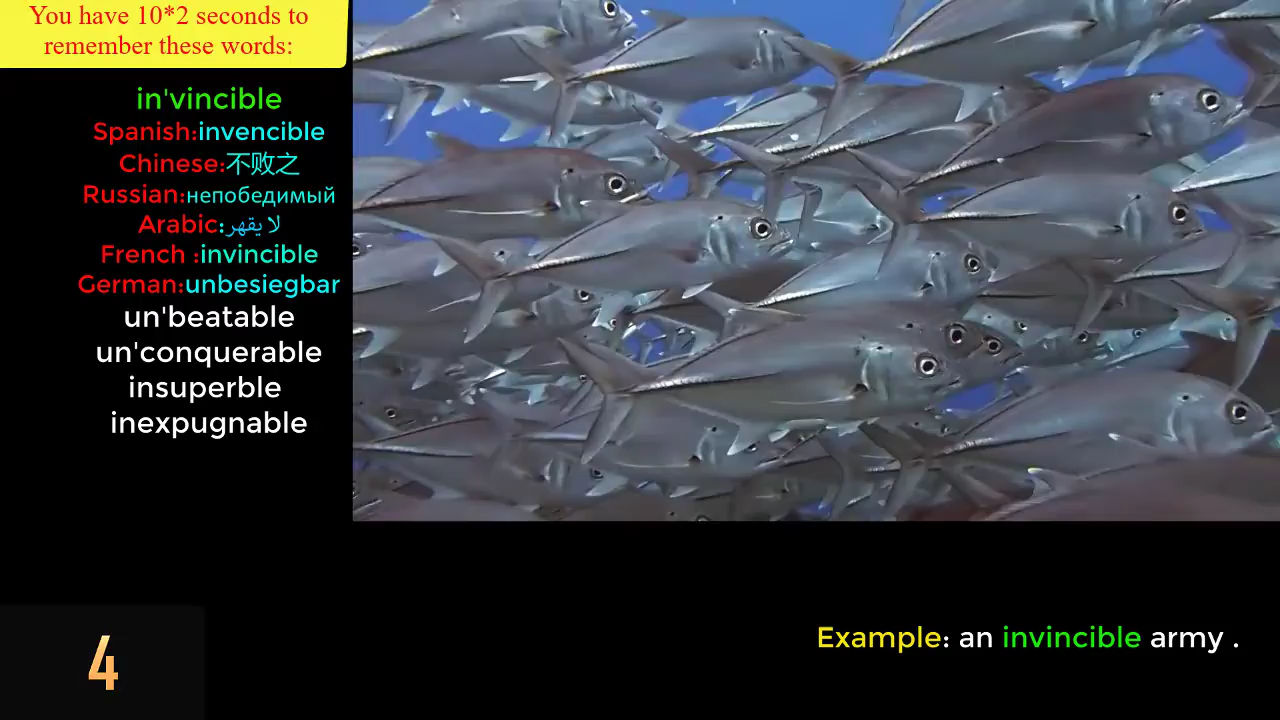 You have 10*2 seconds to
remember these words:
in'vincible
Spanish:invencible
Chinese:不败之
Russian:непобедимый
Arabic:لا يقهر
French :invincible
German:unbesiegbar
un'beatable
un'conquerable
insuperble
inexpugnable
4
Example: an invincible army .